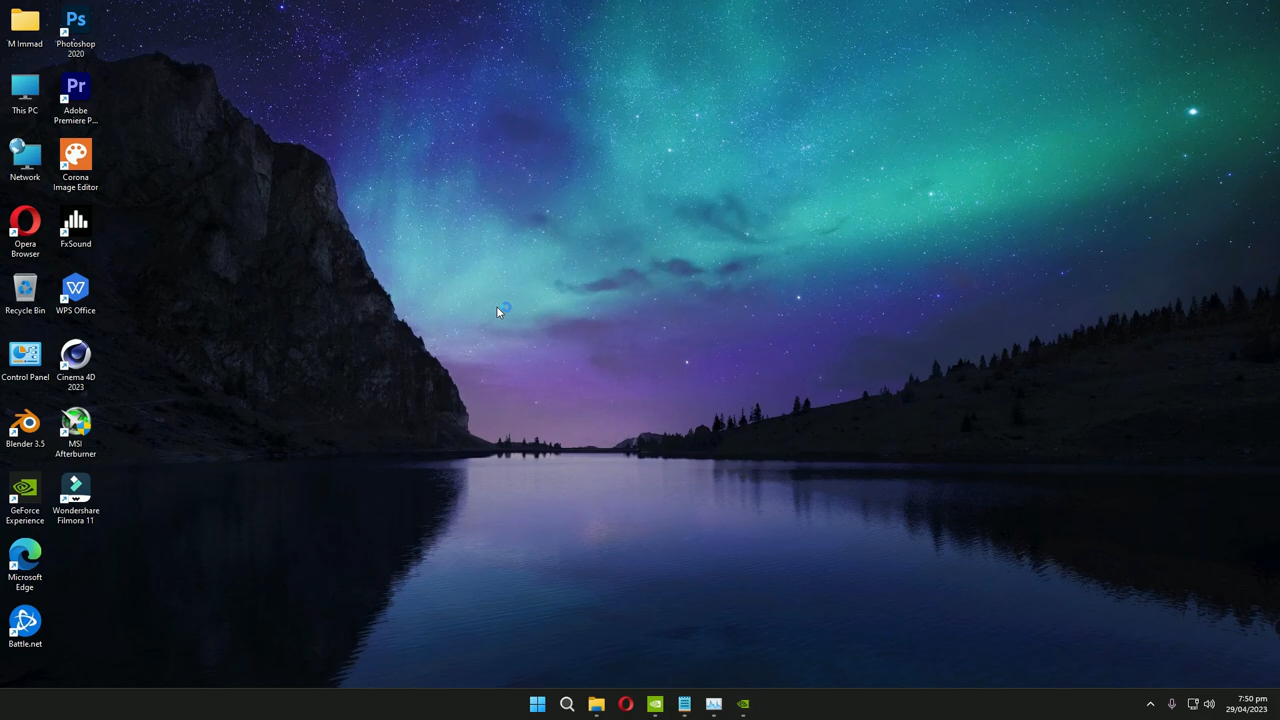 M Immad
This PC
Network
Opera
Browser
Recycle Bin
Control Panel
Blender 3.5
GeForce
Experience
Microsoft
Edge
Battle.net
Ps
Photoshop
2020
Pr
Adobe
Premiere P...
Corona
Image Editor
FxSound
W
WPS Office
Cinema 4D
2023
MSI
Afterburner
Wondershare
Filmora 11
7:50 pm
29/04/2023